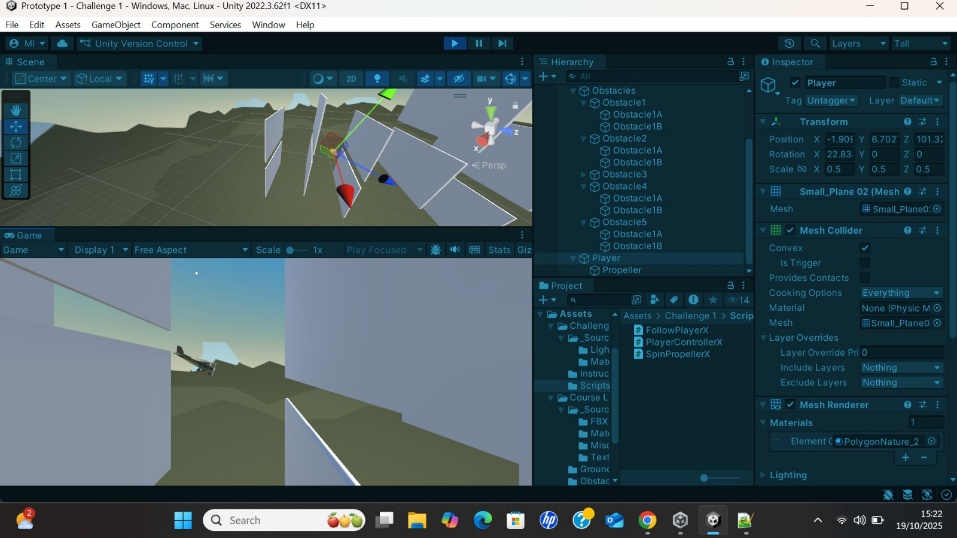 Prototype 1 - Challenge 1 - Windows, Mac, Linux - Unity 2022.3.62f1 <DX11>
File Edit Assets GameObject Component Services Window Help
MI Unity Version Control Layers Tall
Scene
Center Local 2D
y
z
x
Persp
Game
Game Display 1 Free Aspect Scale 1x Play Focused Stats Giz
Hierarchy
All
Obstacles
Obstacle1
Obstacle1A
Obstacle1B
Obstacle2
Obstacle1A
Obstacle1B
Obstacle3
Obstacle4
Obstacle1A
Obstacle1B
Obstacle5
Obstacle1A
Obstacle1B
Player
Propeller
Project
14
Assets
Challeng
_Sourc
Ligh
Mate
Instruc
Scripts
Course L
_Sourc
FBX
Mate
Misc
Text
Ground
Obstac
Assets > Challenge 1 > Scrip
FollowPlayerX
PlayerControllerX
SpinPropellerX
Inspector
Player Static
Tag Untagged Layer Default
Transform
Position X -1.909 Y 6.702 Z 101.32
Rotation X 22.83 Y 0 Z 0
Scale X 0.5 Y 0.5 Z 0.5
Small_Plane 02 (Mesh
Mesh Small_Plane0
Mesh Collider
Convex
Is Trigger
Provides Contacts
Cooking Options Everything
Material None (Physic M
Mesh Small_Plane0
Layer Overrides
Layer Override Pri 0
Include Layers Nothing
Exclude Layers Nothing
Mesh Renderer
Materials 1
Element PolygonNature_2
Lighting
2
Search
15:22
19/10/2025